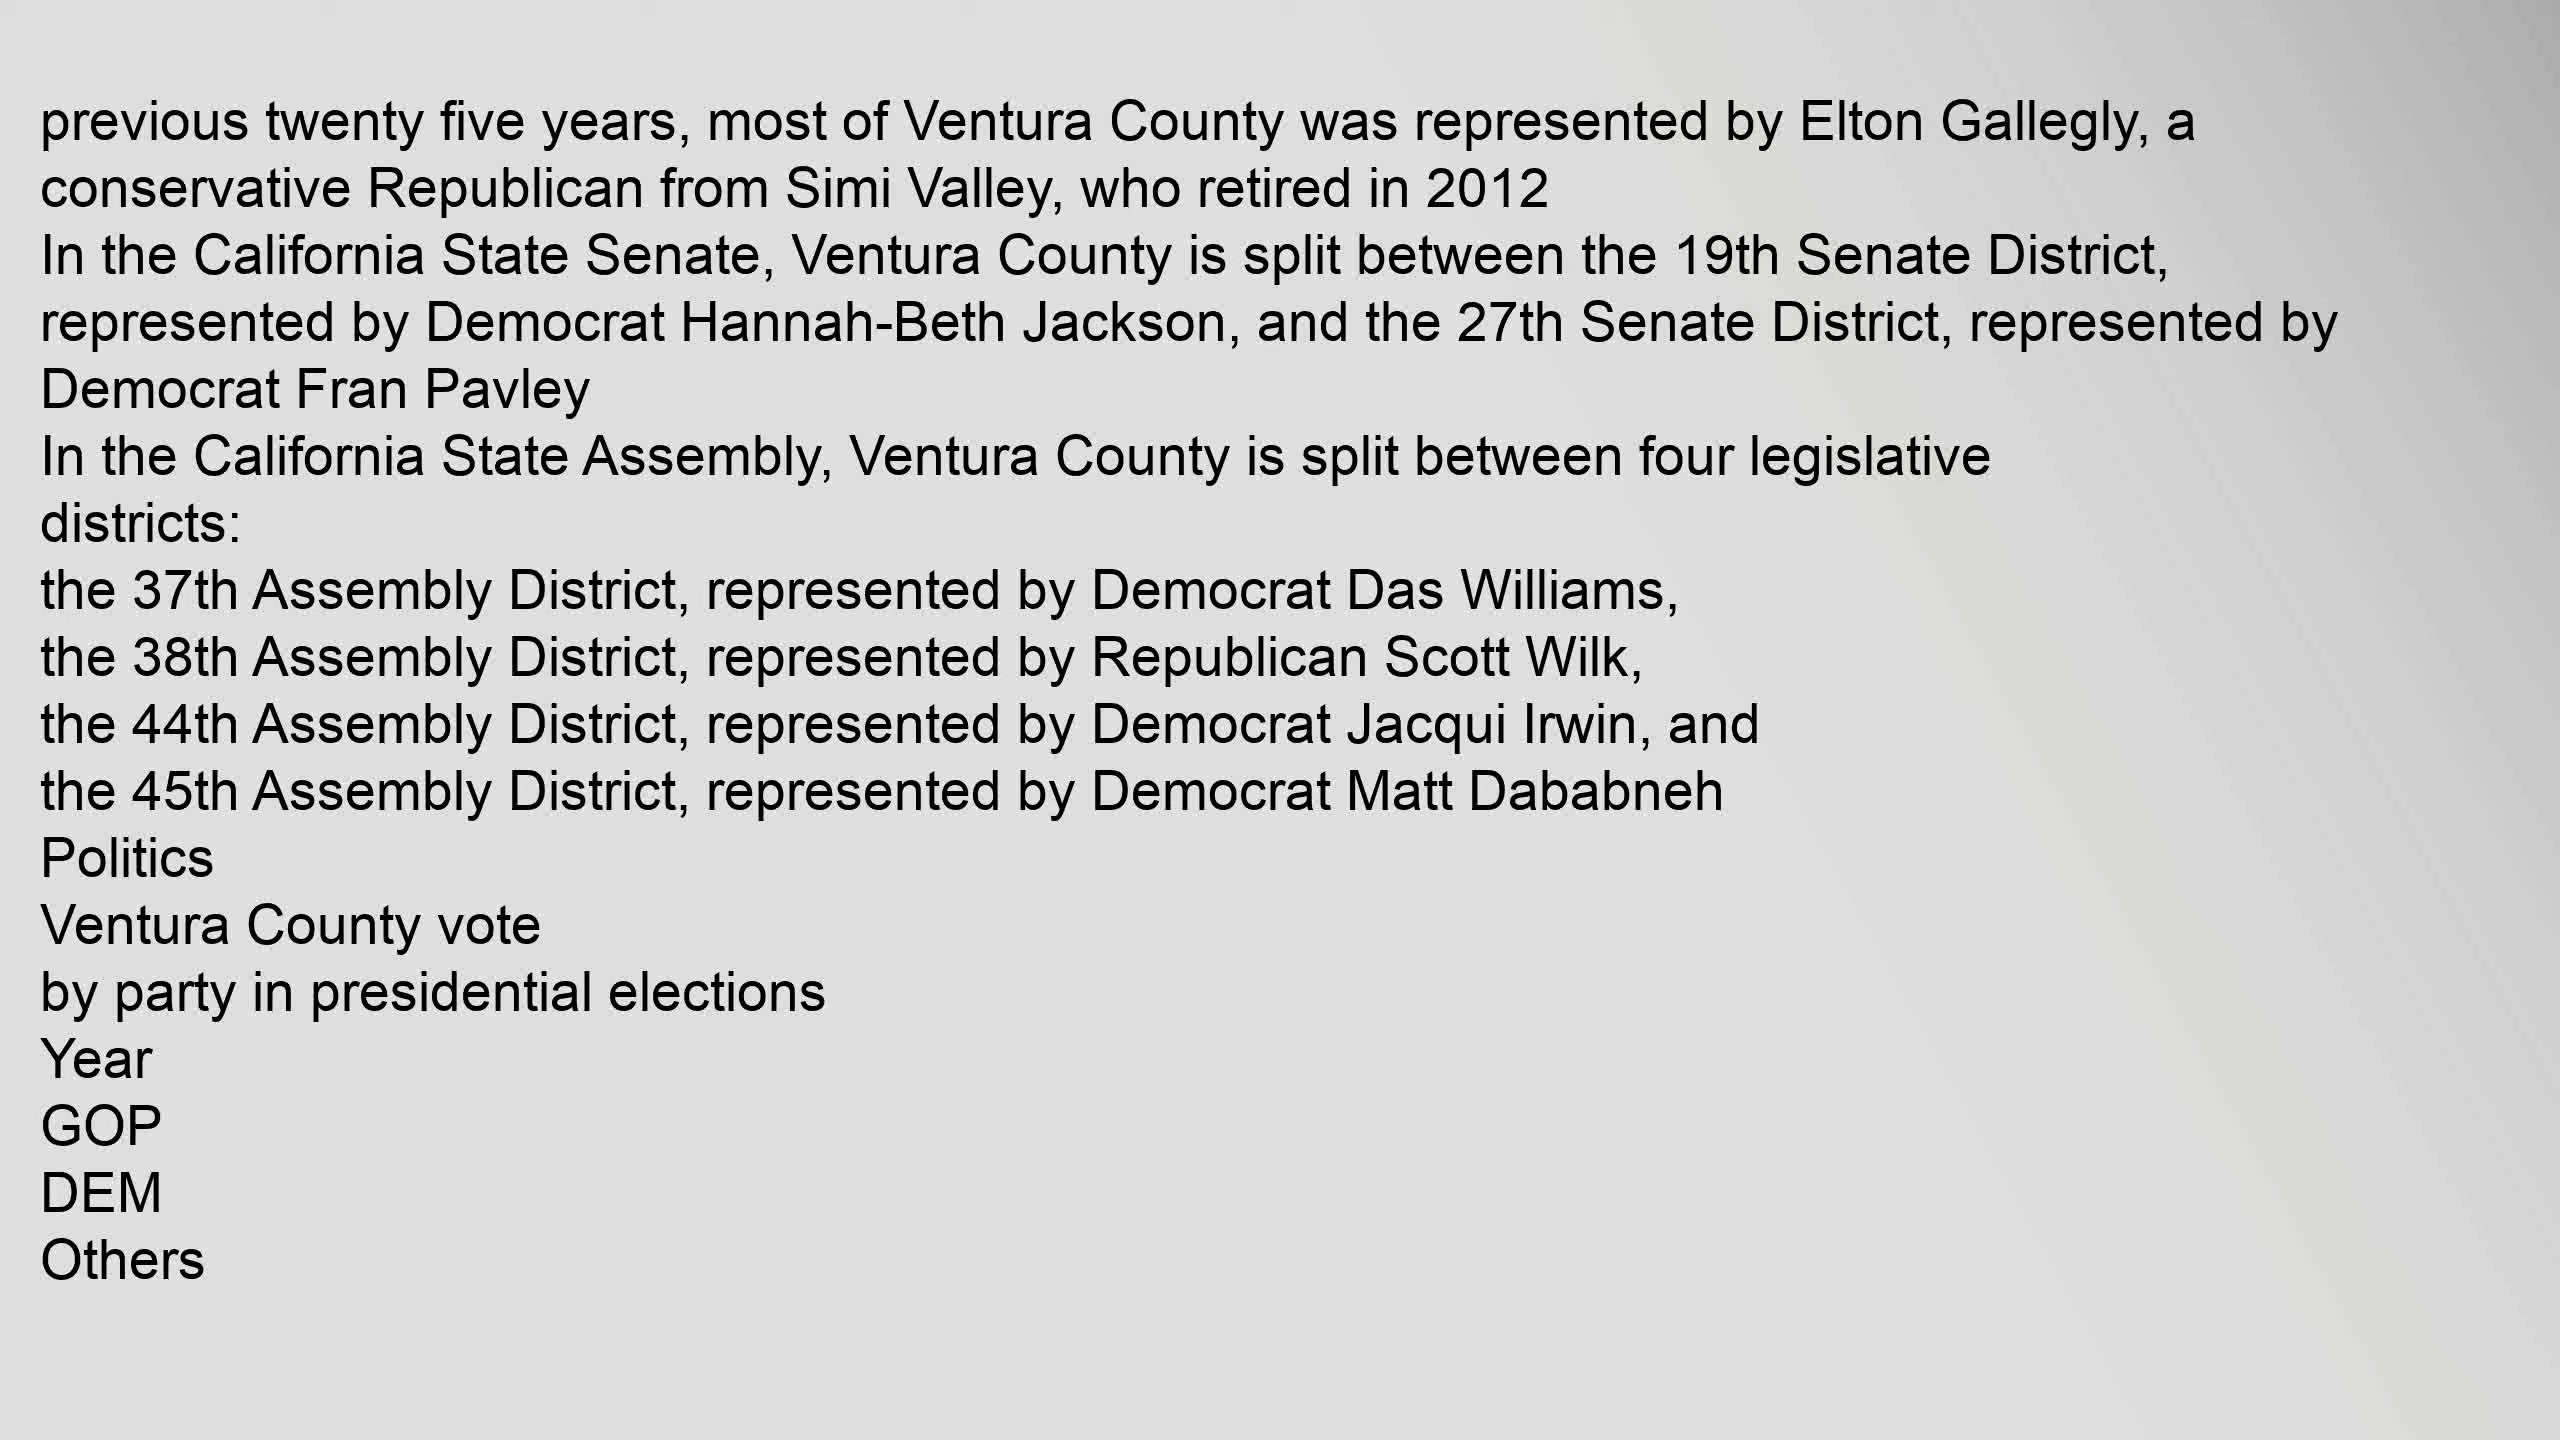 previous twenty five years, most of Ventura County was represented by Elton Gallegly, a
conservative Republican from Simi Valley, who retired in 2012
In the California State Senate, Ventura County is split between the 19th Senate District,
represented by Democrat Hannah-Beth Jackson, and the 27th Senate District, represented by
Democrat Fran Pavley
In the California State Assembly, Ventura County is split between four legislative
districts:
the 37th Assembly District, represented by Democrat Das Williams,
the 38th Assembly District, represented by Republican Scott Wilk,
the 44th Assembly District, represented by Democrat Jacqui Irwin, and
the 45th Assembly District, represented by Democrat Matt Dababneh
Politics
Ventura County vote
by party in presidential elections
Year
GOP
DEM
Others